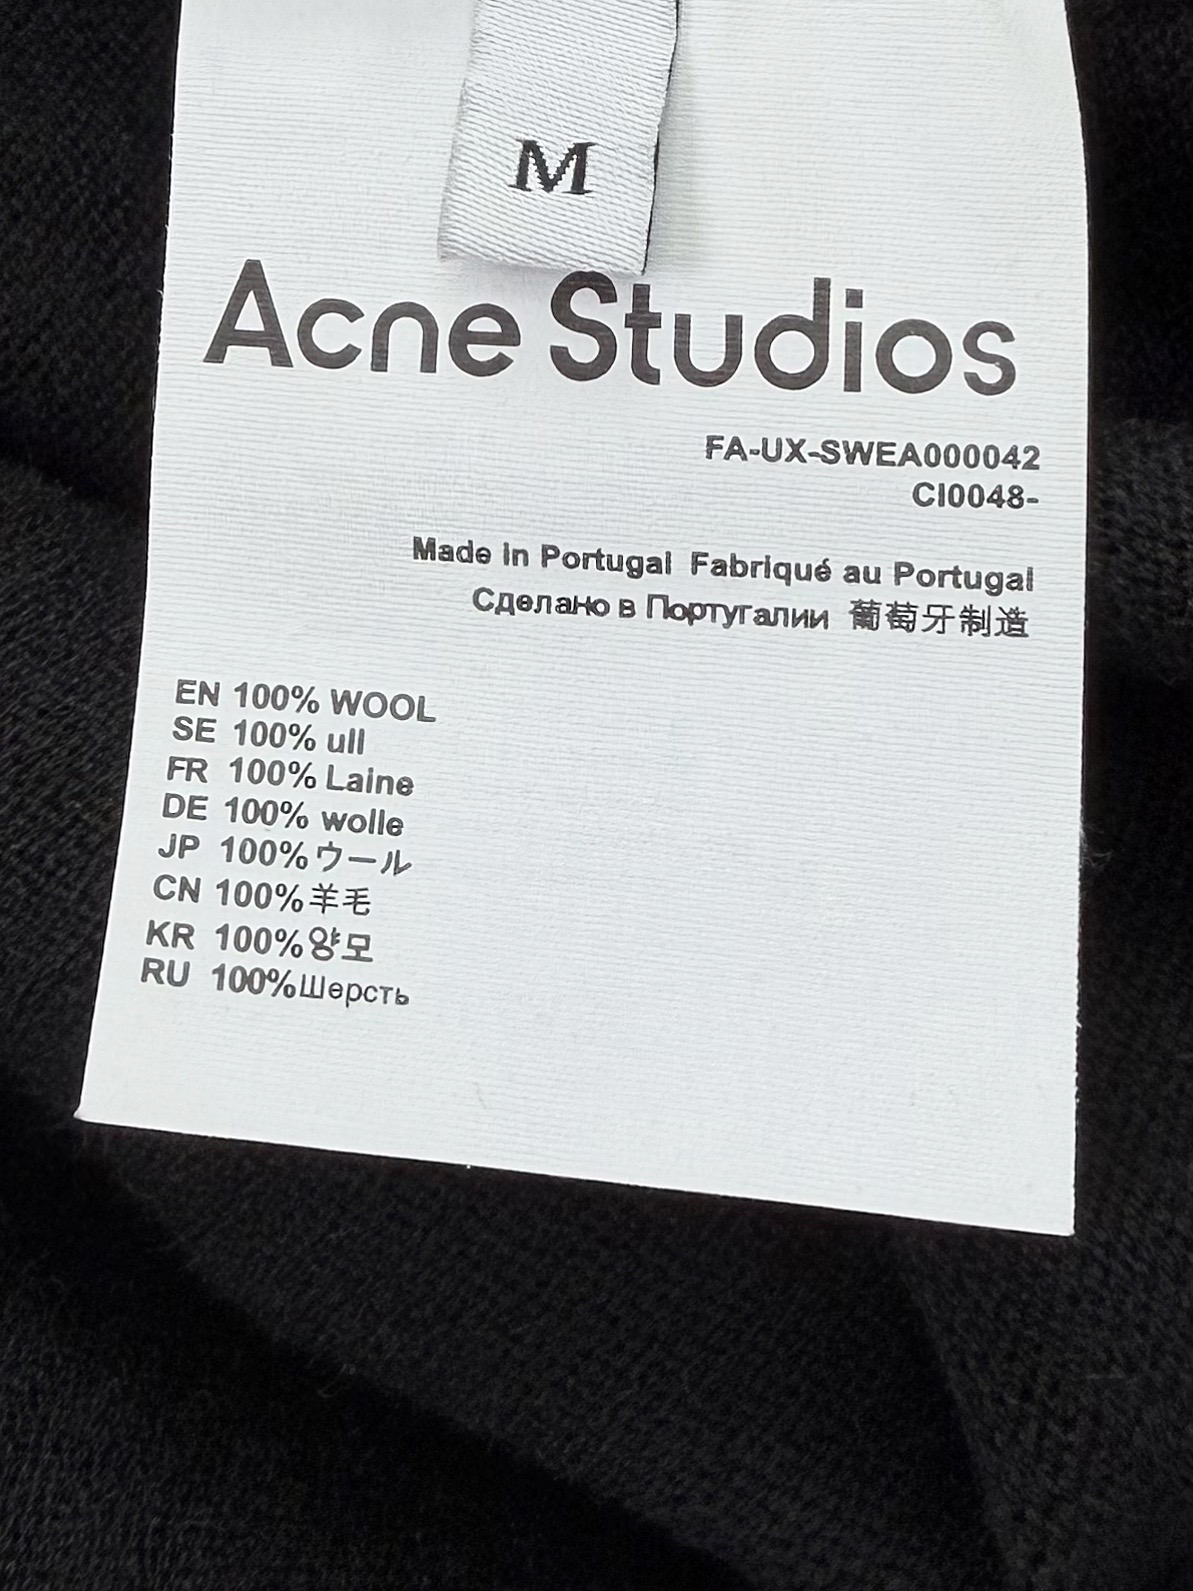 M
Acne Studios
FA-UX-SWEA000042
CI0048-
Made in Portugal Fabriqué au Portugal
Сделано в Португалии 葡萄牙制造
EN 100% WOOL
SE 100% ull
FR 100% Laine
DE 100% wolle
JP 100%ウール
CN 100%羊毛
KR 100%양모
RU 100%Шерсть